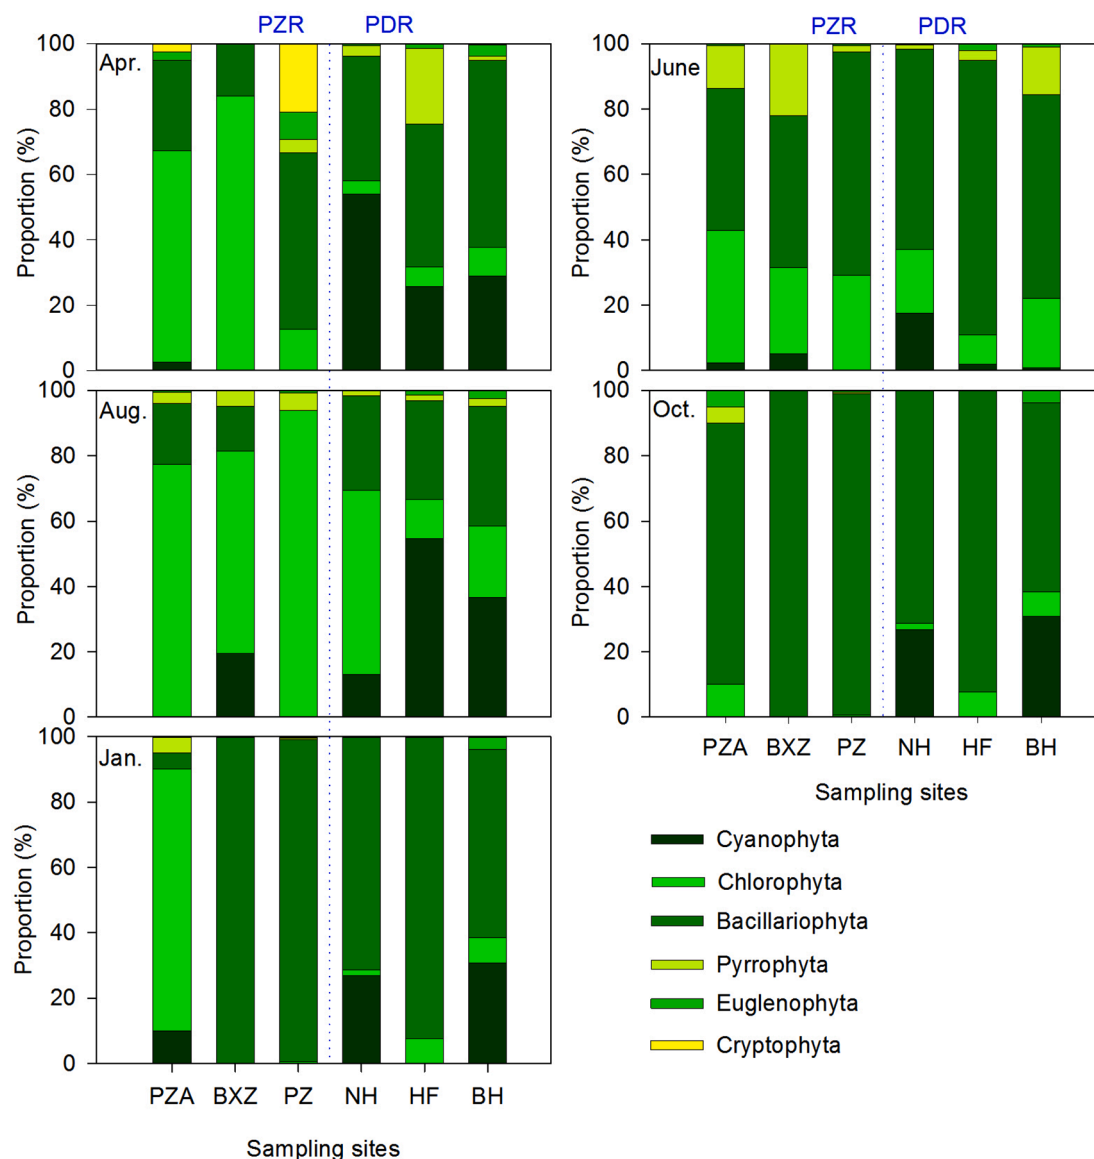 PZR PDR
PZR PDR
Apr.
Proportion (%)
100
80
60
40
20
0
June
Proportion (%)
100
80
60
40
20
0
Aug.
Proportion (%)
100
80
60
40
20
0
Oct.
Proportion (%)
100
80
60
40
20
0
PZA BXZ PZ NH HF BH
Sampling sites
Jan.
Proportion (%)
100
80
60
40
20
0
PZA BXZ PZ NH HF BH
Sampling sites
Cyanophyta
Chlorophyta
Bacillariophyta
Pyrrophyta
Euglenophyta
Cryptophyta